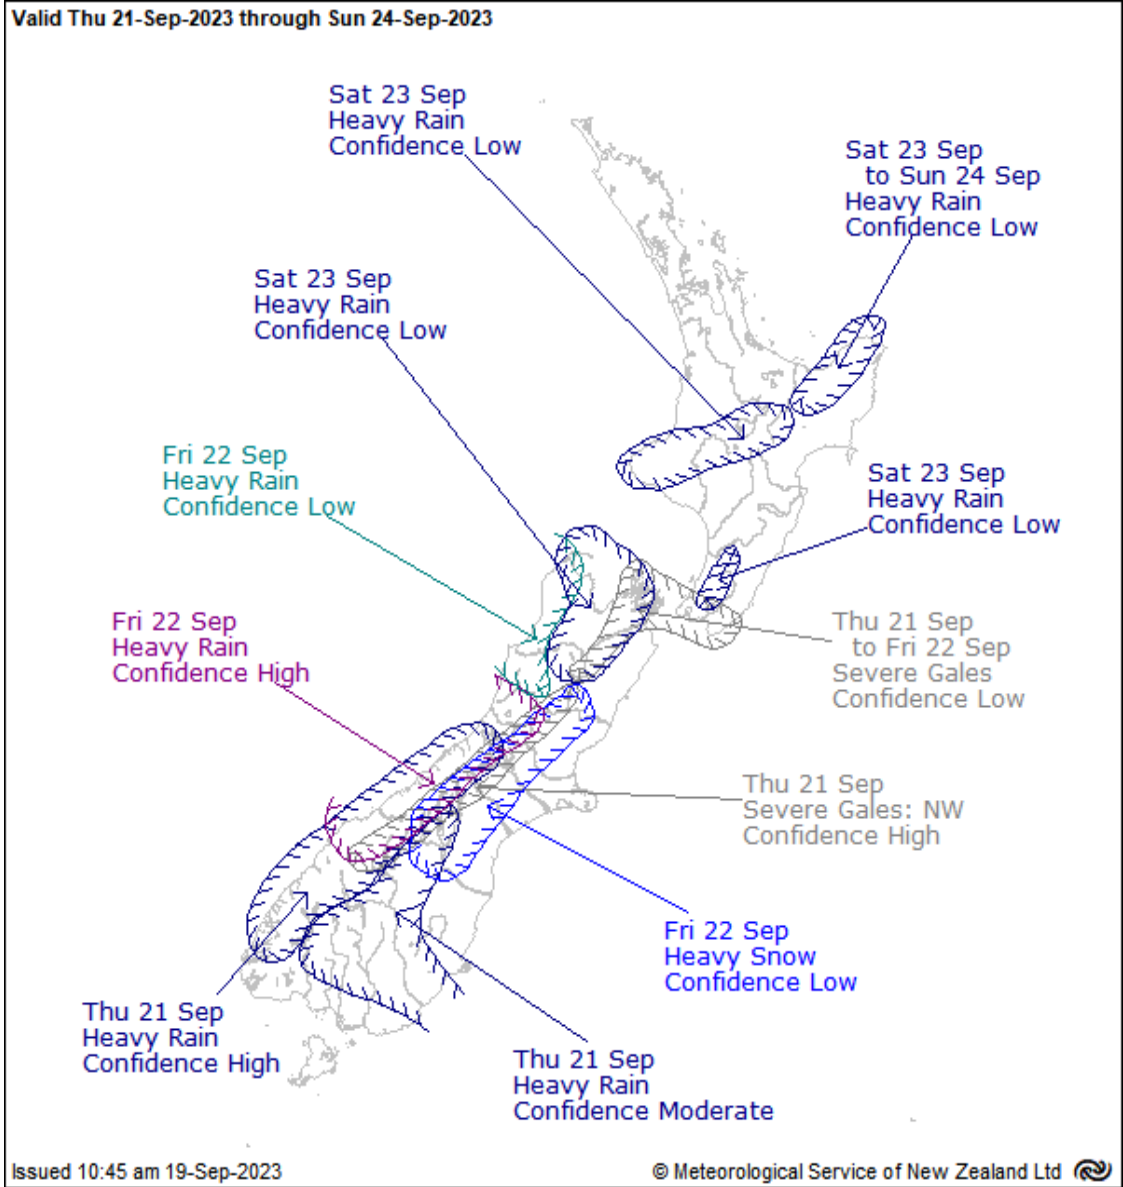 Valid Thu 21-Sep-2023 through Sun 24-Sep-2023
Sat 23 Sep
Heavy Rain
Confidence Low
Sat 23 Sep
to Sun 24 Sep
Heavy Rain
Confidence Low
Sat 23 Sep
Heavy Rain
Confidence Low
Fri 22 Sep
Heavy Rain
Confidence Low
Sat 23 Sep
Heavy Rain
Confidence Low
Fri 22 Sep
Heavy Rain
Confidence High
Thu 21 Sep
to Fri 22 Sep
Severe Gales
Confidence Low
Thu 21 Sep
Severe Gales: NW
Confidence High
Fri 22 Sep
Heavy Snow
Confidence Low
Thu 21 Sep
Heavy Rain
Confidence High
Thu 21 Sep
Heavy Rain
Confidence Moderate
Issued 10:45 am 19-Sep-2023
© Meteorological Service of New Zealand Ltd